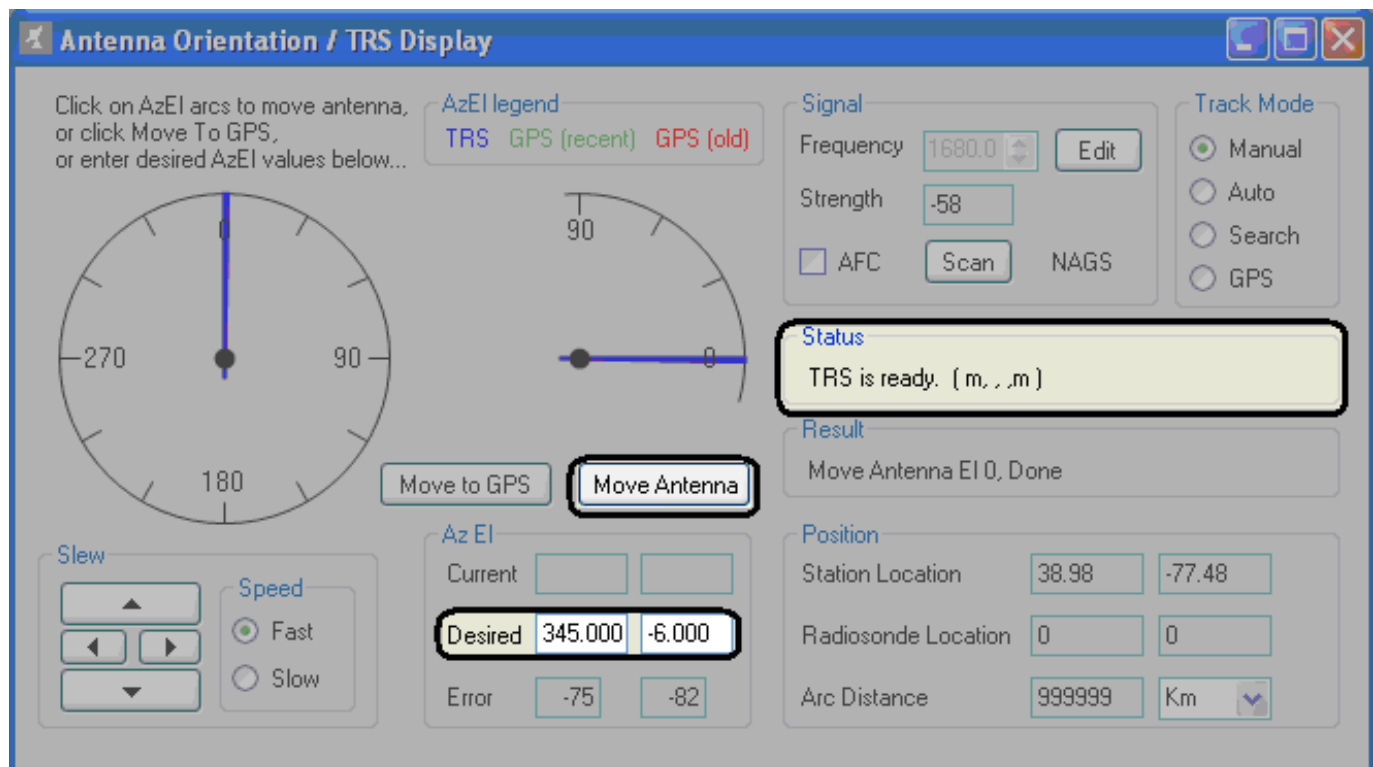 Antenna Orientation / TRS Display
Click on AzEl arcs to move antenna,
or click Move To GPS,
or enter desired AzEl values below...
AzEl legend
TRS GPS (recent) GPS (old)
Signal
Frequency 1680.0 Edit
Strength -58
AFC Scan NAGS
Track Mode
Manual
Auto
Search
GPS
0
270 90
180
90
0
Status
TRS is ready. ( m, , ,m )
Result
Move Antenna El 0, Done
Move to GPS Move Antenna
Slew
Speed
Fast
Slow
Az El
Current
Desired 345.000 -6.000
Error -75 -82
Position
Station Location 38.98 -77.48
Radiosonde Location 0 0
Arc Distance 999999 Km